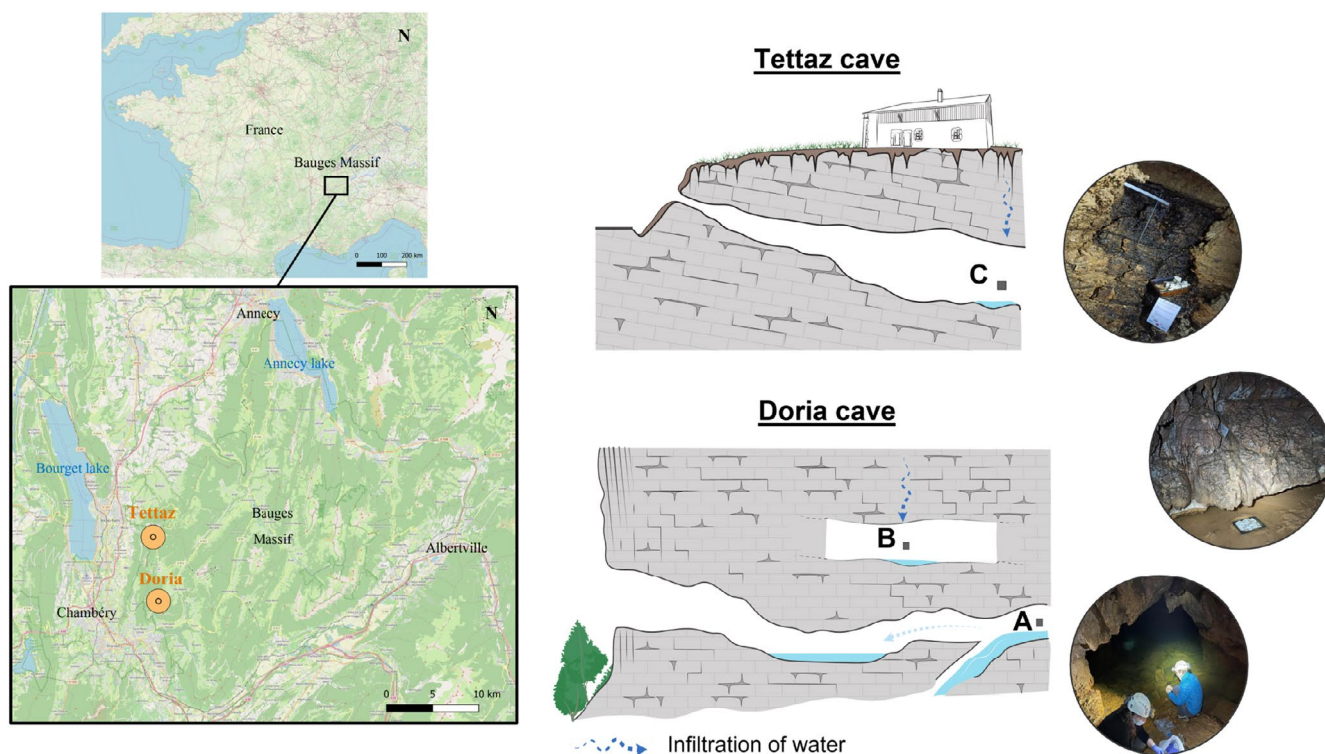 N
France
Bauges Massif
0 100 200 km
N
Annecy
Annecy lake
Bourget lake
Tettaz
Bauges
Massif
Albertville
Doria
Chambéry
0 5 10 km
Tettaz cave
C
Doria cave
B
A
Infiltration of water